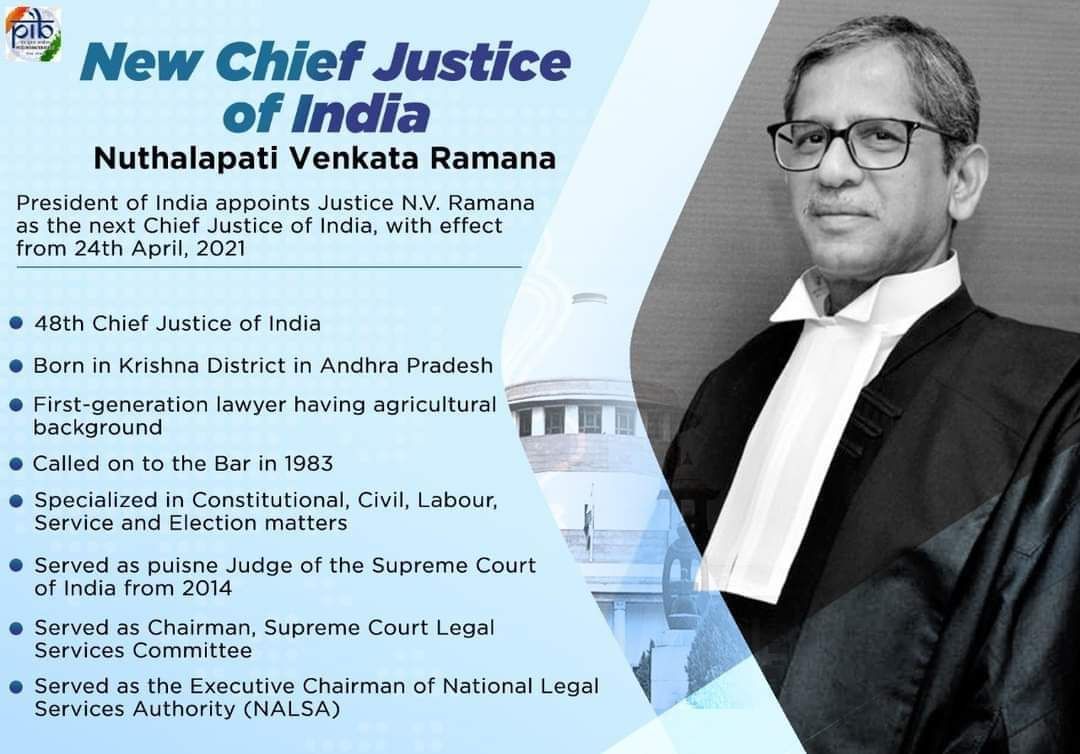 pib
New Chief Justice
of India
Nuthalapati Venkata Ramana
President of India appoints Justice N.V. Ramana
as the next Chief Justice of India, with effect
from 24th April, 2021
48th Chief Justice of India
Born in Krishna District in Andhra Pradesh
First-generation lawyer having agricultural
background
Called on to the Bar in 1983
Specialized in Constitutional, Civil, Labour,
Service and Election matters
Served as puisne Judge of the Supreme Court
of India from 2014
Served as Chairman, Supreme Court Legal
Services Committee
Served as the Executive Chairman of National Legal
Services Authority (NALSA)